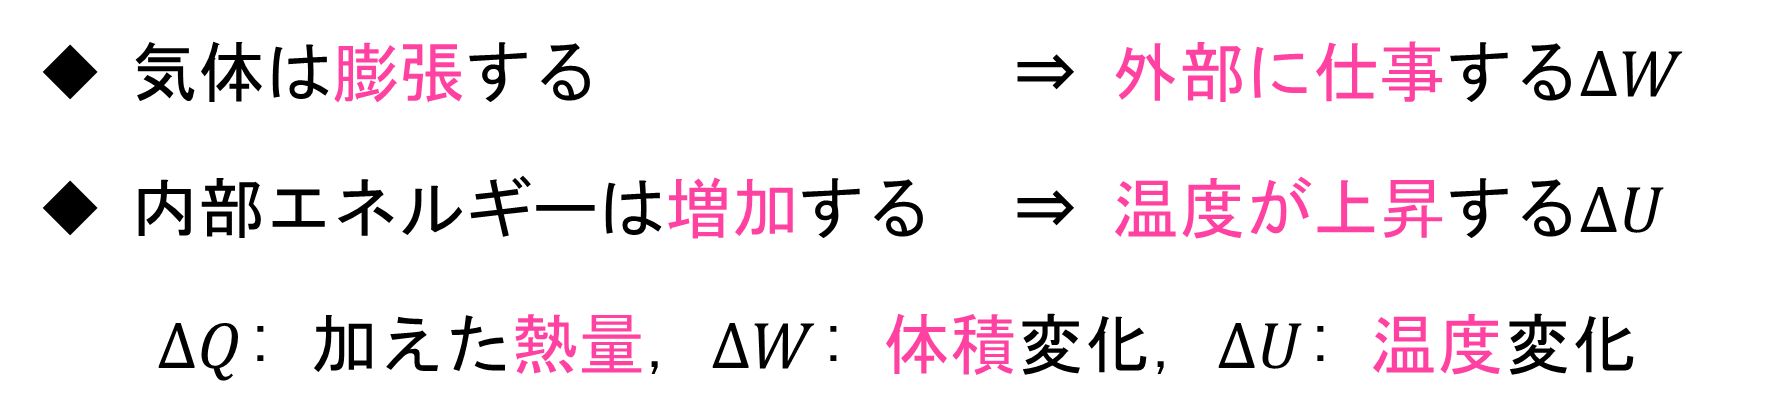 ◆ 気体は膨張する ⇒ 外部に仕事するΔW
◆ 内部エネルギーは増加する ⇒ 温度が上昇するΔU
ΔQ： 加えた熱量, ΔW： 体積変化, ΔU： 温度変化